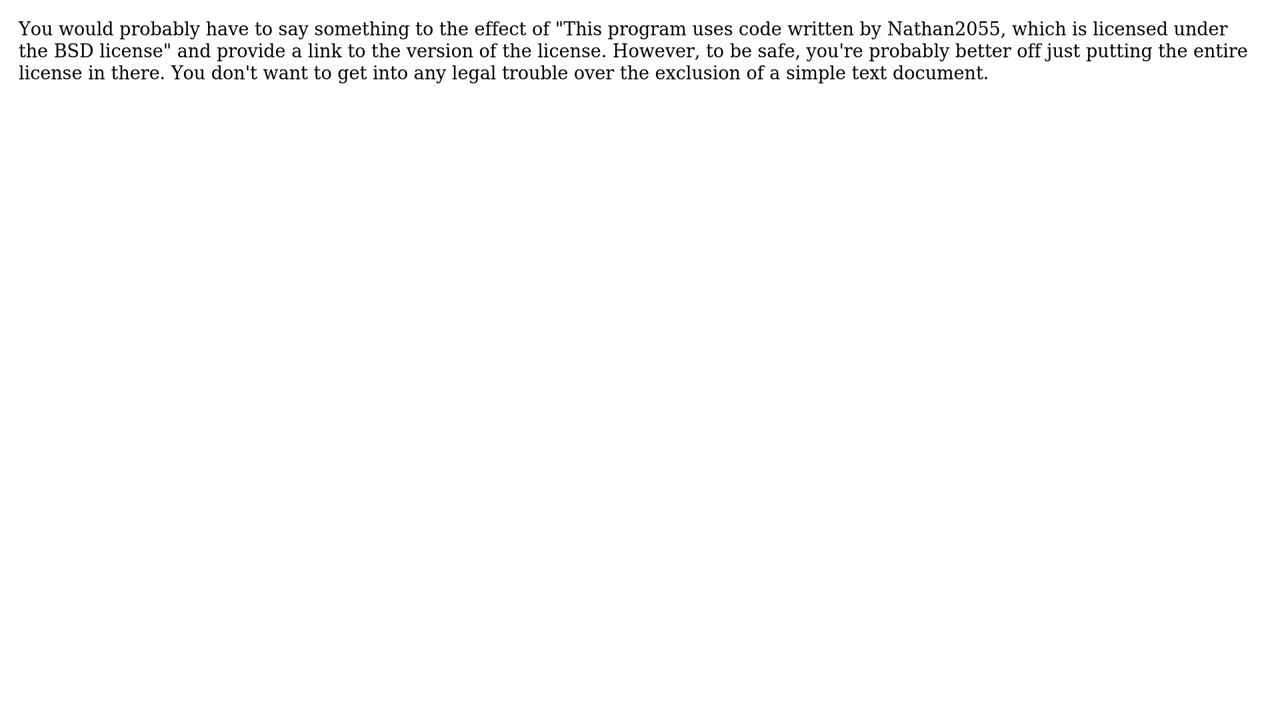 You would probably have to say something to the effect of "This program uses code written by Nathan2055, which is licensed under
the BSD license" and provide a link to the version of the license. However, to be safe, you're probably better off just putting the entire
license in there. You don't want to get into any legal trouble over the exclusion of a simple text document.